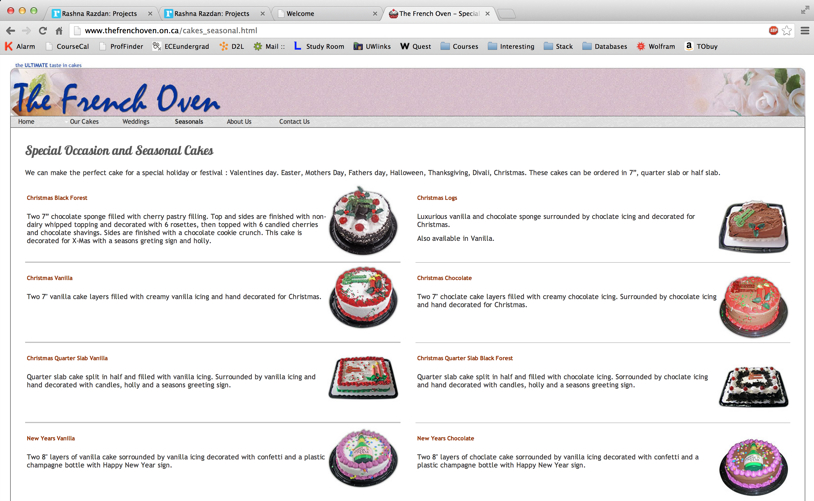 Rashna Razdan: Projects
Rashna Razdan: Projects
Welcome
The French Oven – Special
www.thefrenchoven.on.ca/cakes_seasonal.html
Alarm CourseCal ProfFinder ECEundergrad D2L Mail :: Study Room UWlinks Quest Courses Interesting Stack Databases Wolfram TObuy
the ULTIMATE taste in cakes
The French Oven
Home Our Cakes Weddings Seasonals About Us Contact Us
Special Occasion and Seasonal Cakes
We can make the perfect cake for a special holiday or festival : Valentines day. Easter, Mothers Day, Fathers day, Halloween, Thanksgiving, Divali, Christmas. These cakes can be ordered in 7”, quarter slab or half slab.
Christmas Black Forest
Two 7” chocolate sponge filled with cherry pastry filling. Top and sides are finished with non-
dairy whipped topping and decorated with 6 rosettes, then topped with 6 candied cherries
and chocolate shavings. Sides are finished with a chocolate cookie crunch. This cake is
decorated for X-Mas with a seasons greting sign and holly.
Christmas Logs
Luxurious vanilla and chocolate sponge surrounded by choclate icing and decorated for
Christmas.
Also available in Vanilla.
Christmas Vanilla
Two 7" vanilla cake layers filled with creamy vanilla icing and hand decorated for Christmas.
Christmas Chocolate
Two 7" choclate cake layers filled with creamy chocolate icing. Surrounded by chocolate icing
and hand decorated for Christmas.
Christmas Quarter Slab Vanilla
Quarter slab cake split in half and filled with vanilla icing. Surrounded by vanilla icing and
hand decorated with candles, holly and a seasons greeting sign.
Christmas Quarter Slab Black Forest
Quarter slab cake split in half and filled with chocolate icing. Sorrounded by choclate icing
and hand decorated with candles, holly and a seasons greeting sign.
New Years Vanilla
Two 8" layers of vanilla cake sorrounded by vanilla icing decorated with confetti and a plastic
champagne bottle with Happy New Year sign.
New Years Chocolate
Two 8" layers of choclate cake sorrounded by vanilla icing decorated with confetti and a
plastic champagne bottle with Happy New Year sign.